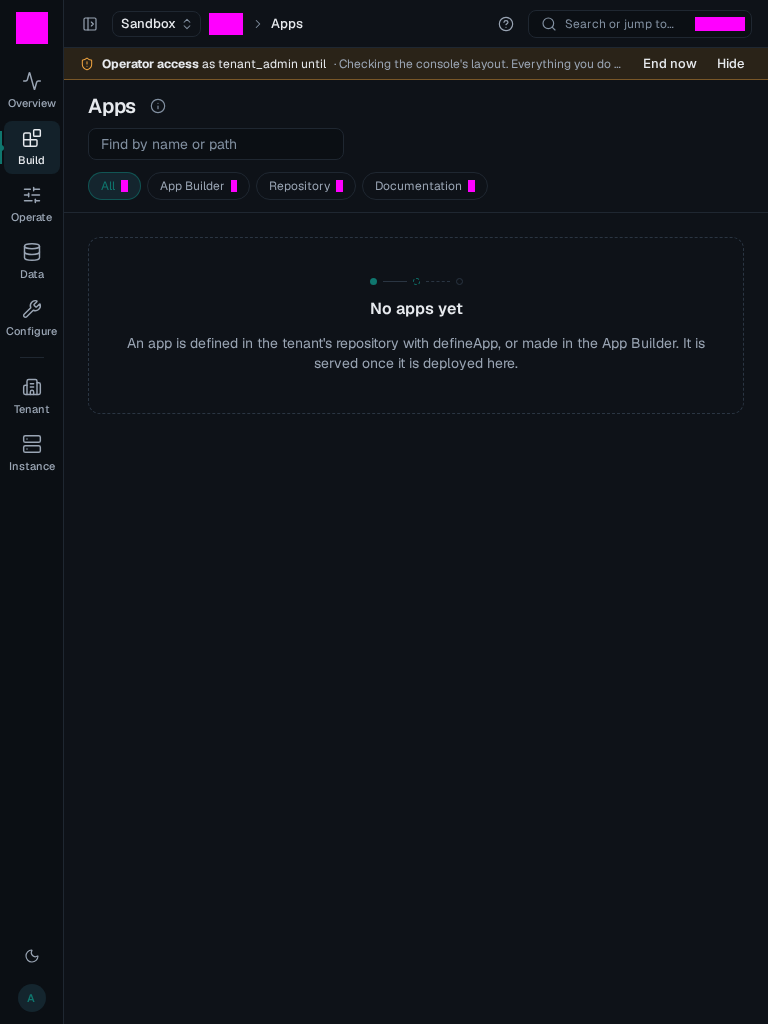 Sandbox
Apps
Search or jump to…
Operator access as tenant_admin until · Checking the console's layout. Everything you do …
End now
Hide
Overview
Build
Operate
Data
Configure
Tenant
Instance
A
Apps
Find by name or path
All
App Builder
Repository
Documentation
No apps yet
An app is defined in the tenant's repository with defineApp, or made in the App Builder. It is
served once it is deployed here.